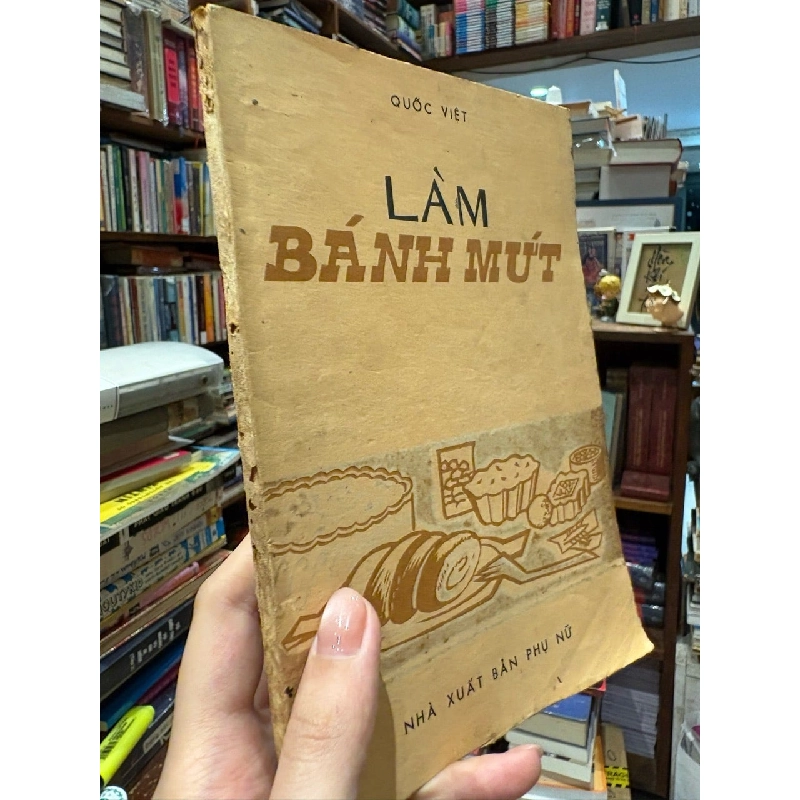 QUỐC VIỆT
LÀM
BÁNH MỨT
NHÀ XUẤT BẢN PHỤ NỮ